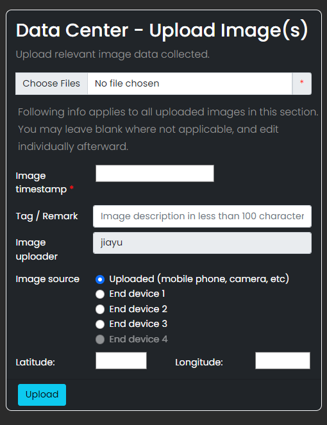 Data Center - Upload Image(s)
Upload relevant image data collected.
Choose Files No file chosen *
Following info applies to all uploaded images in this section.
You may leave blank where not applicable, and edit
individually afterward.
Image
timestamp *
Tag / Remark Image description in less than 100 character
Image
uploader jiayu
Image source Uploaded (mobile phone, camera, etc)
End device 1
End device 2
End device 3
End device 4
Latitude: Longitude:
Upload